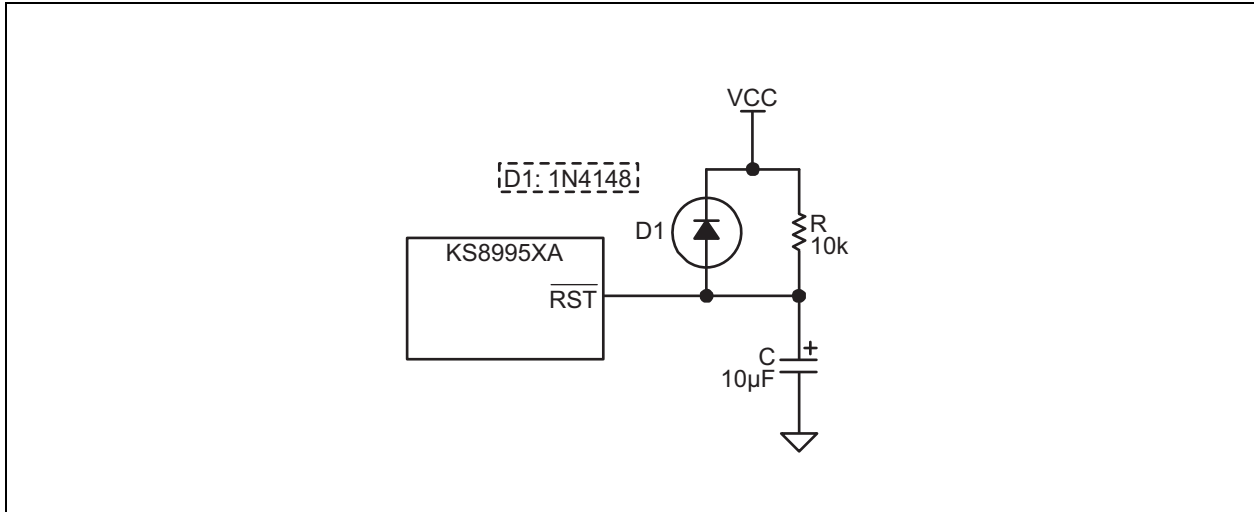 VCC
D1: 1N4148
D1
R
10k
KS8995XA
RST
C
+
10µF